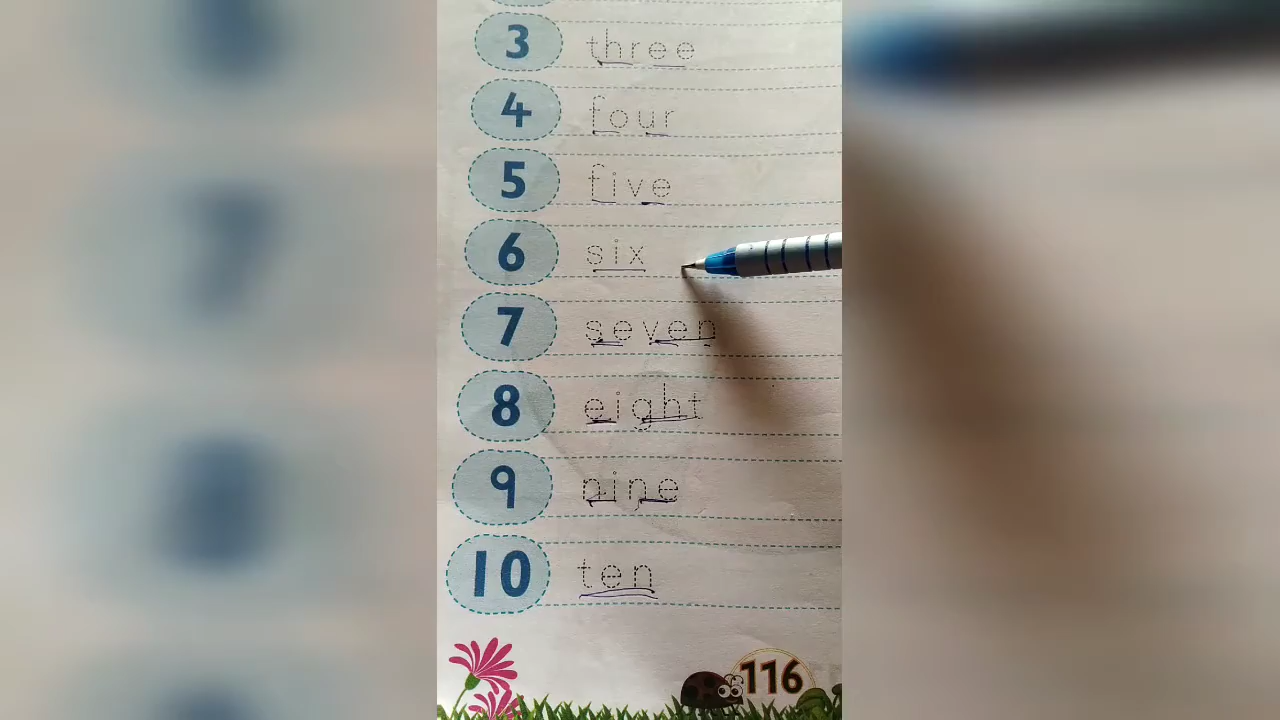 3 three
4 four
5 five
6 six
7 seven
8 eight
9 nine
10 ten
116